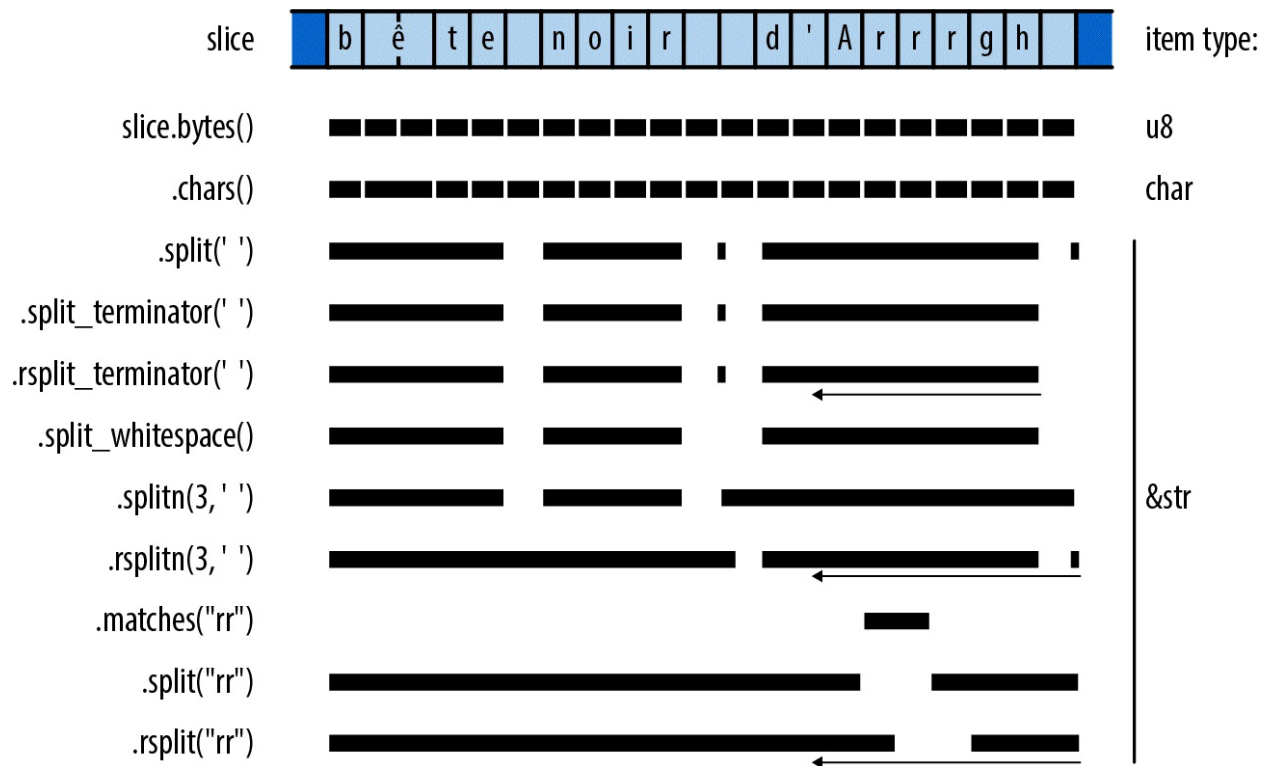 slice b ê t e n o i r d ' A r r r g h item type:
slice.bytes() u8
.chars() char
.split(' ')
.split_terminator(' ')
.rsplit_terminator(' ')
.split_whitespace()
.splitn(3, ' ') &str
.rsplitn(3, ' ')
.matches("rr")
.split("rr")
.rsplit("rr")